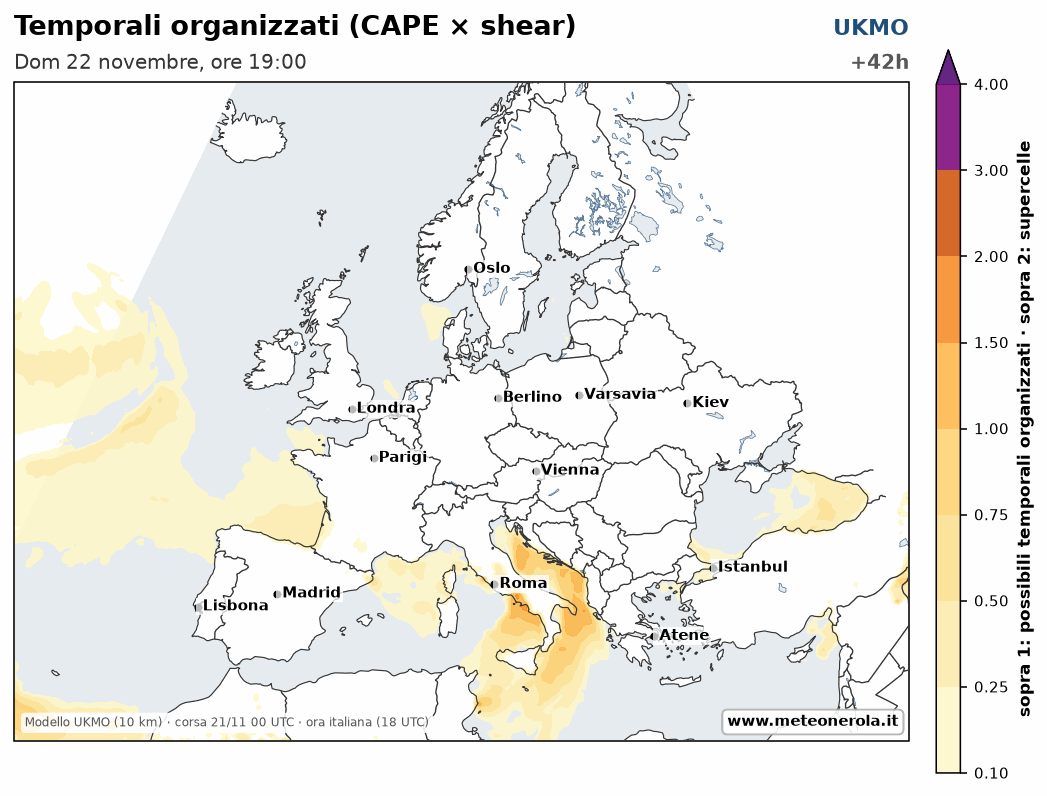 Temporali organizzati (CAPE × shear)
UKMO
Dom 22 novembre, ore 19:00
+42h
4.00
3.00
2.00
1.50
1.00
0.75
0.50
0.25
0.10
sopra 1: possibili temporali organizzati · sopra 2: supercelle
Oslo
Berlino
Varsavia
Kiev
Londra
Parigi
Vienna
Istanbul
Roma
Madrid
Lisbona
Atene
Modello UKMO (10 km) · corsa 21/11 00 UTC · ora italiana (18 UTC)
www.meteonerola.it